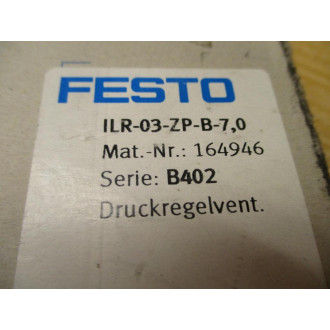 FESTO
ILR-03-ZP-B-7,0
Mat.-Nr.: 164946
Serie: B402
Druckregelvent.